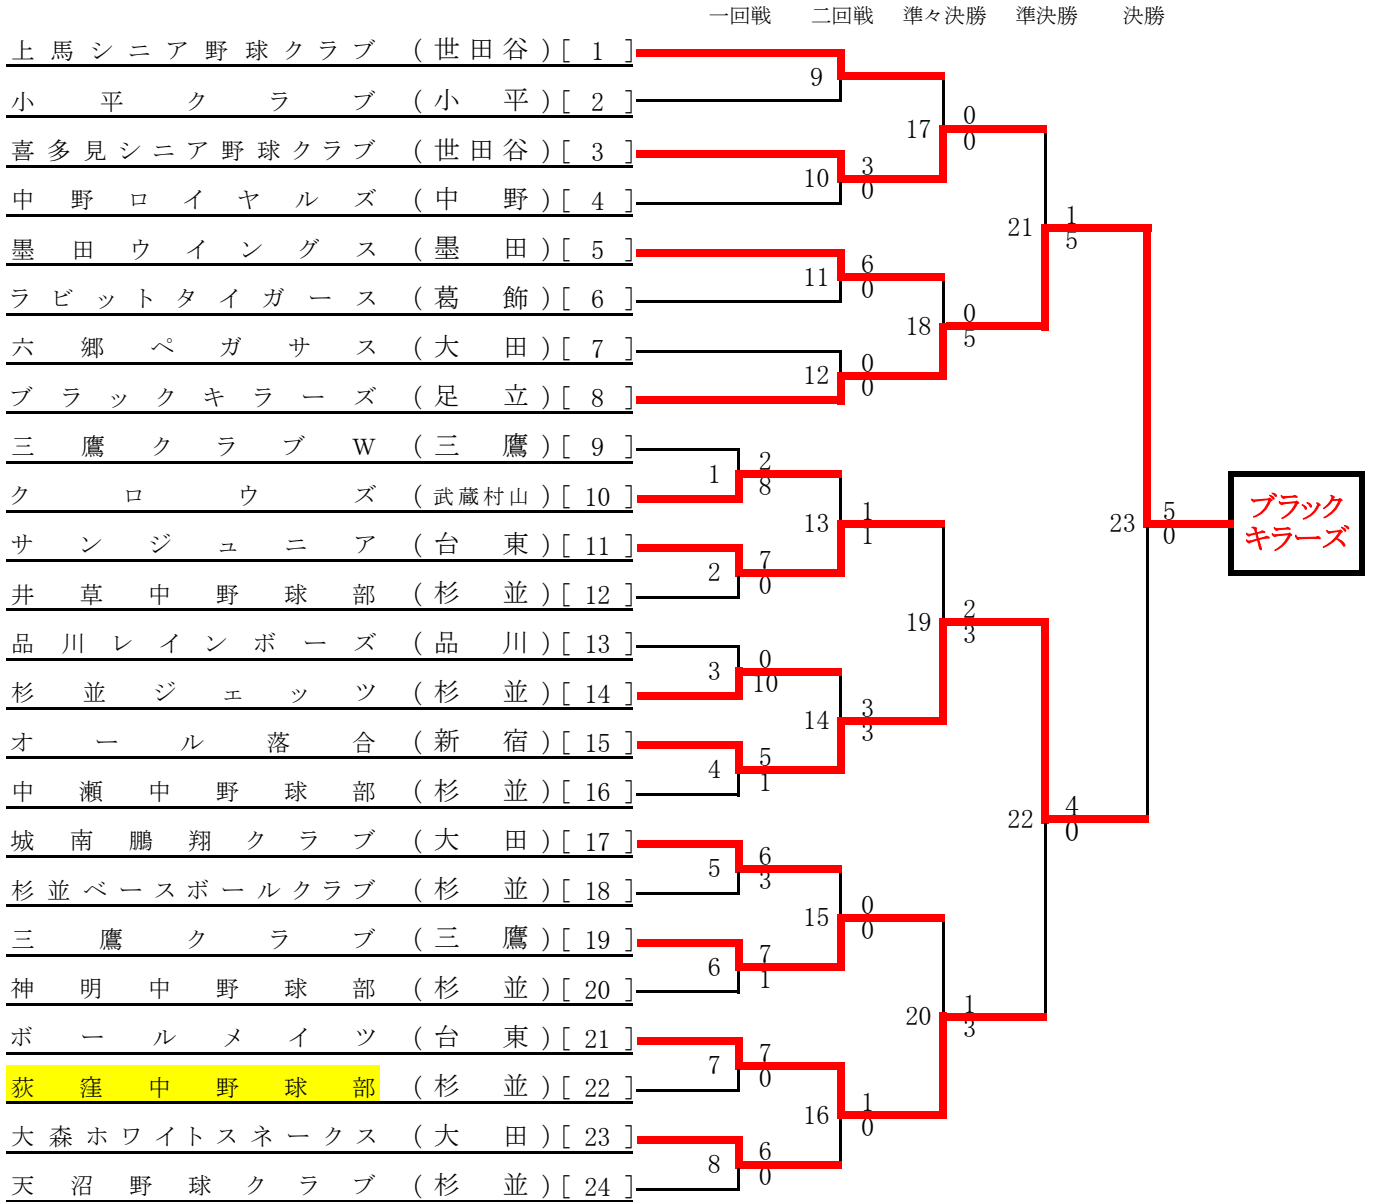 一回戦 二回戦 準々決勝 準決勝 決勝
上馬シニア野球クラブ (世田谷)[ 1 ]
9
小平クラブ (小平)[ 2 ]
17 0
0
喜多見シニア野球クラブ (世田谷)[ 3 ]
10 3
0
中野ロイヤルズ (中野)[ 4 ]
21 1
5
墨田ウイングス (墨田)[ 5 ]
11 6
0
ラビットタイガース (葛飾)[ 6 ]
18 0
5
六郷ペガサス (大田)[ 7 ]
12 0
0
ブラックキラーズ (足立)[ 8 ]
三鷹クラブW (三鷹)[ 9 ]
1 2
8
クロウズ (武蔵村山)[ 10 ]
13 1
1
23 5
0
ブラック
キラーズ
サンジュニア (台東)[ 11 ]
2 7
0
井草中野球部 (杉並)[ 12 ]
19 2
3
品川レインボーズ (品川)[ 13 ]
3 0
10
杉並ジェッツ (杉並)[ 14 ]
14 3
3
オール落合 (新宿)[ 15 ]
4 5
1
中瀬中野球部 (杉並)[ 16 ]
22 4
0
城南鵬翔クラブ (大田)[ 17 ]
5 6
3
杉並ベースボールクラブ (杉並)[ 18 ]
15 0
0
三鷹クラブ (三鷹)[ 19 ]
6 7
1
神明中野球部 (杉並)[ 20 ]
20 1
3
ボールメイツ (台東)[ 21 ]
7 7
0
荻窪中野球部 (杉並)[ 22 ]
16 1
0
大森ホワイトスネークス (大田)[ 23 ]
8 6
0
天沼野球クラブ (杉並)[ 24 ]